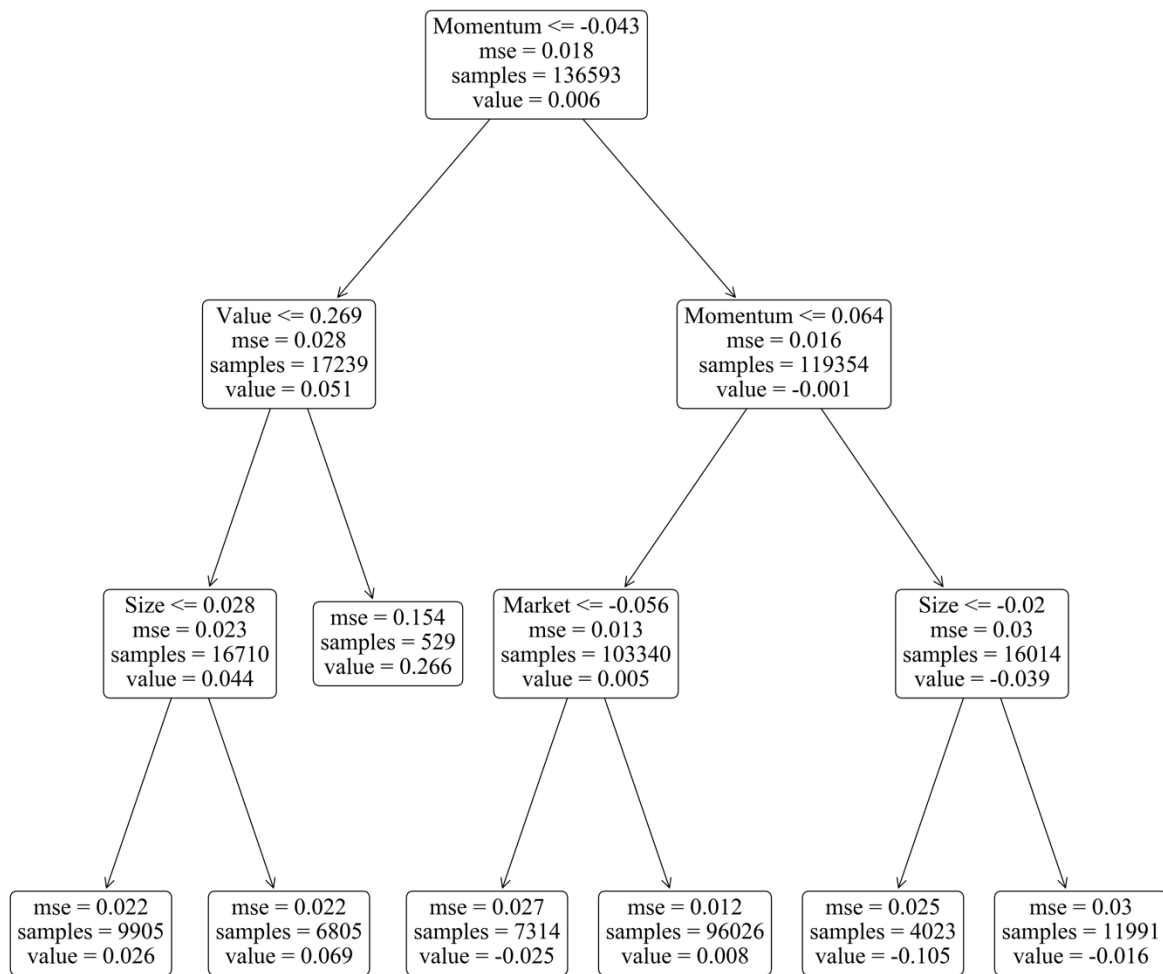 Momentum <= -0.043
mse = 0.018
samples = 136593
value = 0.006
Value <= 0.269
mse = 0.028
samples = 17239
value = 0.051
Momentum <= 0.064
mse = 0.016
samples = 119354
value = -0.001
Size <= 0.028
mse = 0.023
samples = 16710
value = 0.044
mse = 0.154
samples = 529
value = 0.266
Market <= -0.056
mse = 0.013
samples = 103340
value = 0.005
Size <= -0.02
mse = 0.03
samples = 16014
value = -0.039
mse = 0.022
samples = 9905
value = 0.026
mse = 0.022
samples = 6805
value = 0.069
mse = 0.027
samples = 7314
value = -0.025
mse = 0.012
samples = 96026
value = 0.008
mse = 0.025
samples = 4023
value = -0.105
mse = 0.03
samples = 11991
value = -0.016